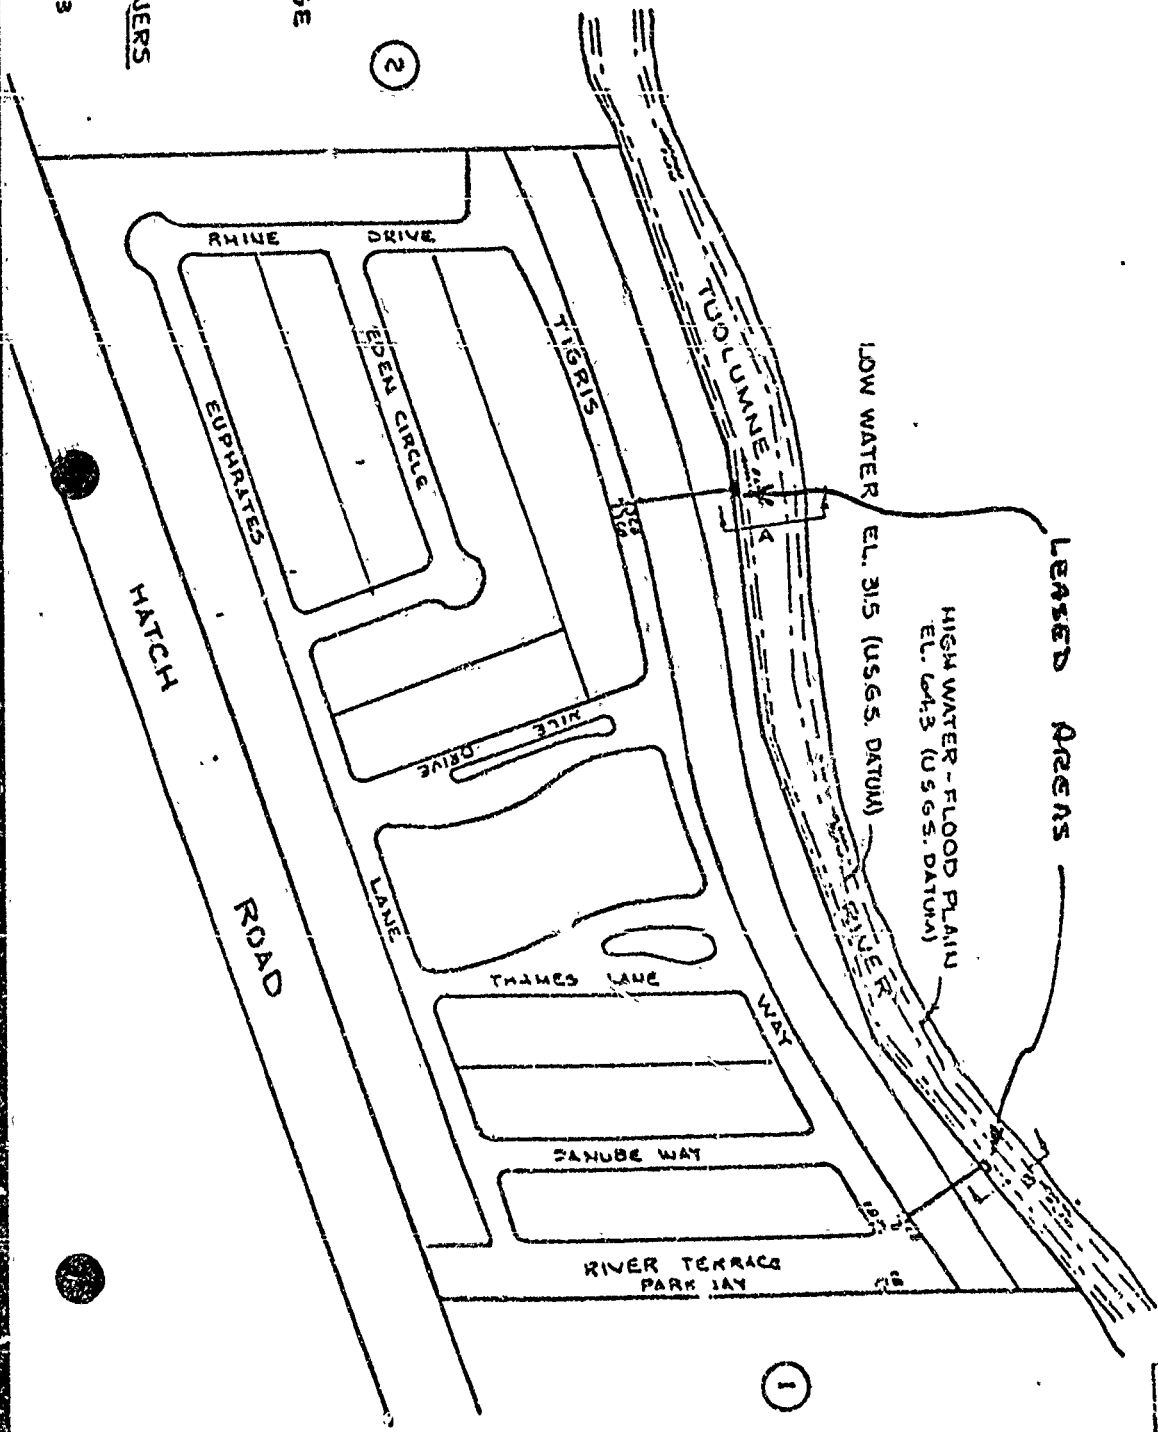 UERS
2
RHINE DRIVE
EDEN CIRCLE
EUPHRATES
LANE
TIGRIS
WAY
TUOLUMNE
RIVER
LOW WATER EL. 31.5 (U.S.G.S. DATUM)
HIGH WATER - FLOOD PLAIN
EL. 64.3 (U.S.G.S. DATUM)
LEASED AREAS
A
B
HATCH
ROAD
NILE
DRIVE
THAMES LANE
DANUBE WAY
RIVER TERRACE
1